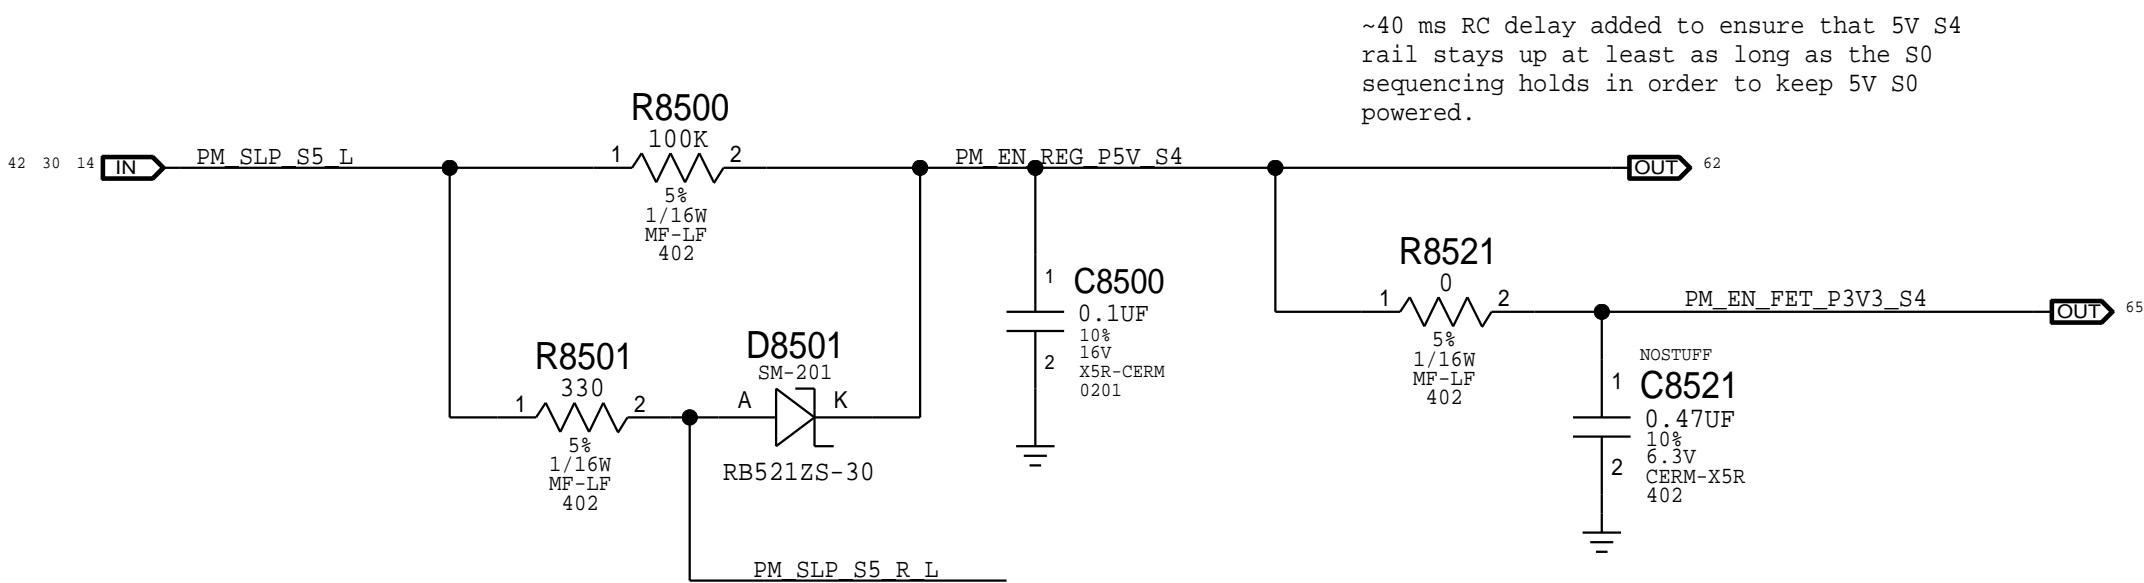 ~40 ms RC delay added to ensure that 5V S4
rail stays up at least as long as the S0
sequencing holds in order to keep 5V S0
powered.
R8500
100K
1 2
5%
1/16W
MF-LF
402
42 30 14 IN PM_SLP_S5_L
PM_EN_REG_P5V_S4
OUT 62
R8501
330
1 2
5%
1/16W
MF-LF
402
D8501
SM-201
A K
RB521ZS-30
PM_SLP_S5_R_L
1
C8500
0.1UF
10%
16V
2
X5R-CERM
0201
R8521
0
1 2
5%
1/16W
MF-LF
402
PM_EN_FET_P3V3_S4
OUT 65
NOSTUFF
1
C8521
0.47UF
10%
6.3V
2
CERM-X5R
402